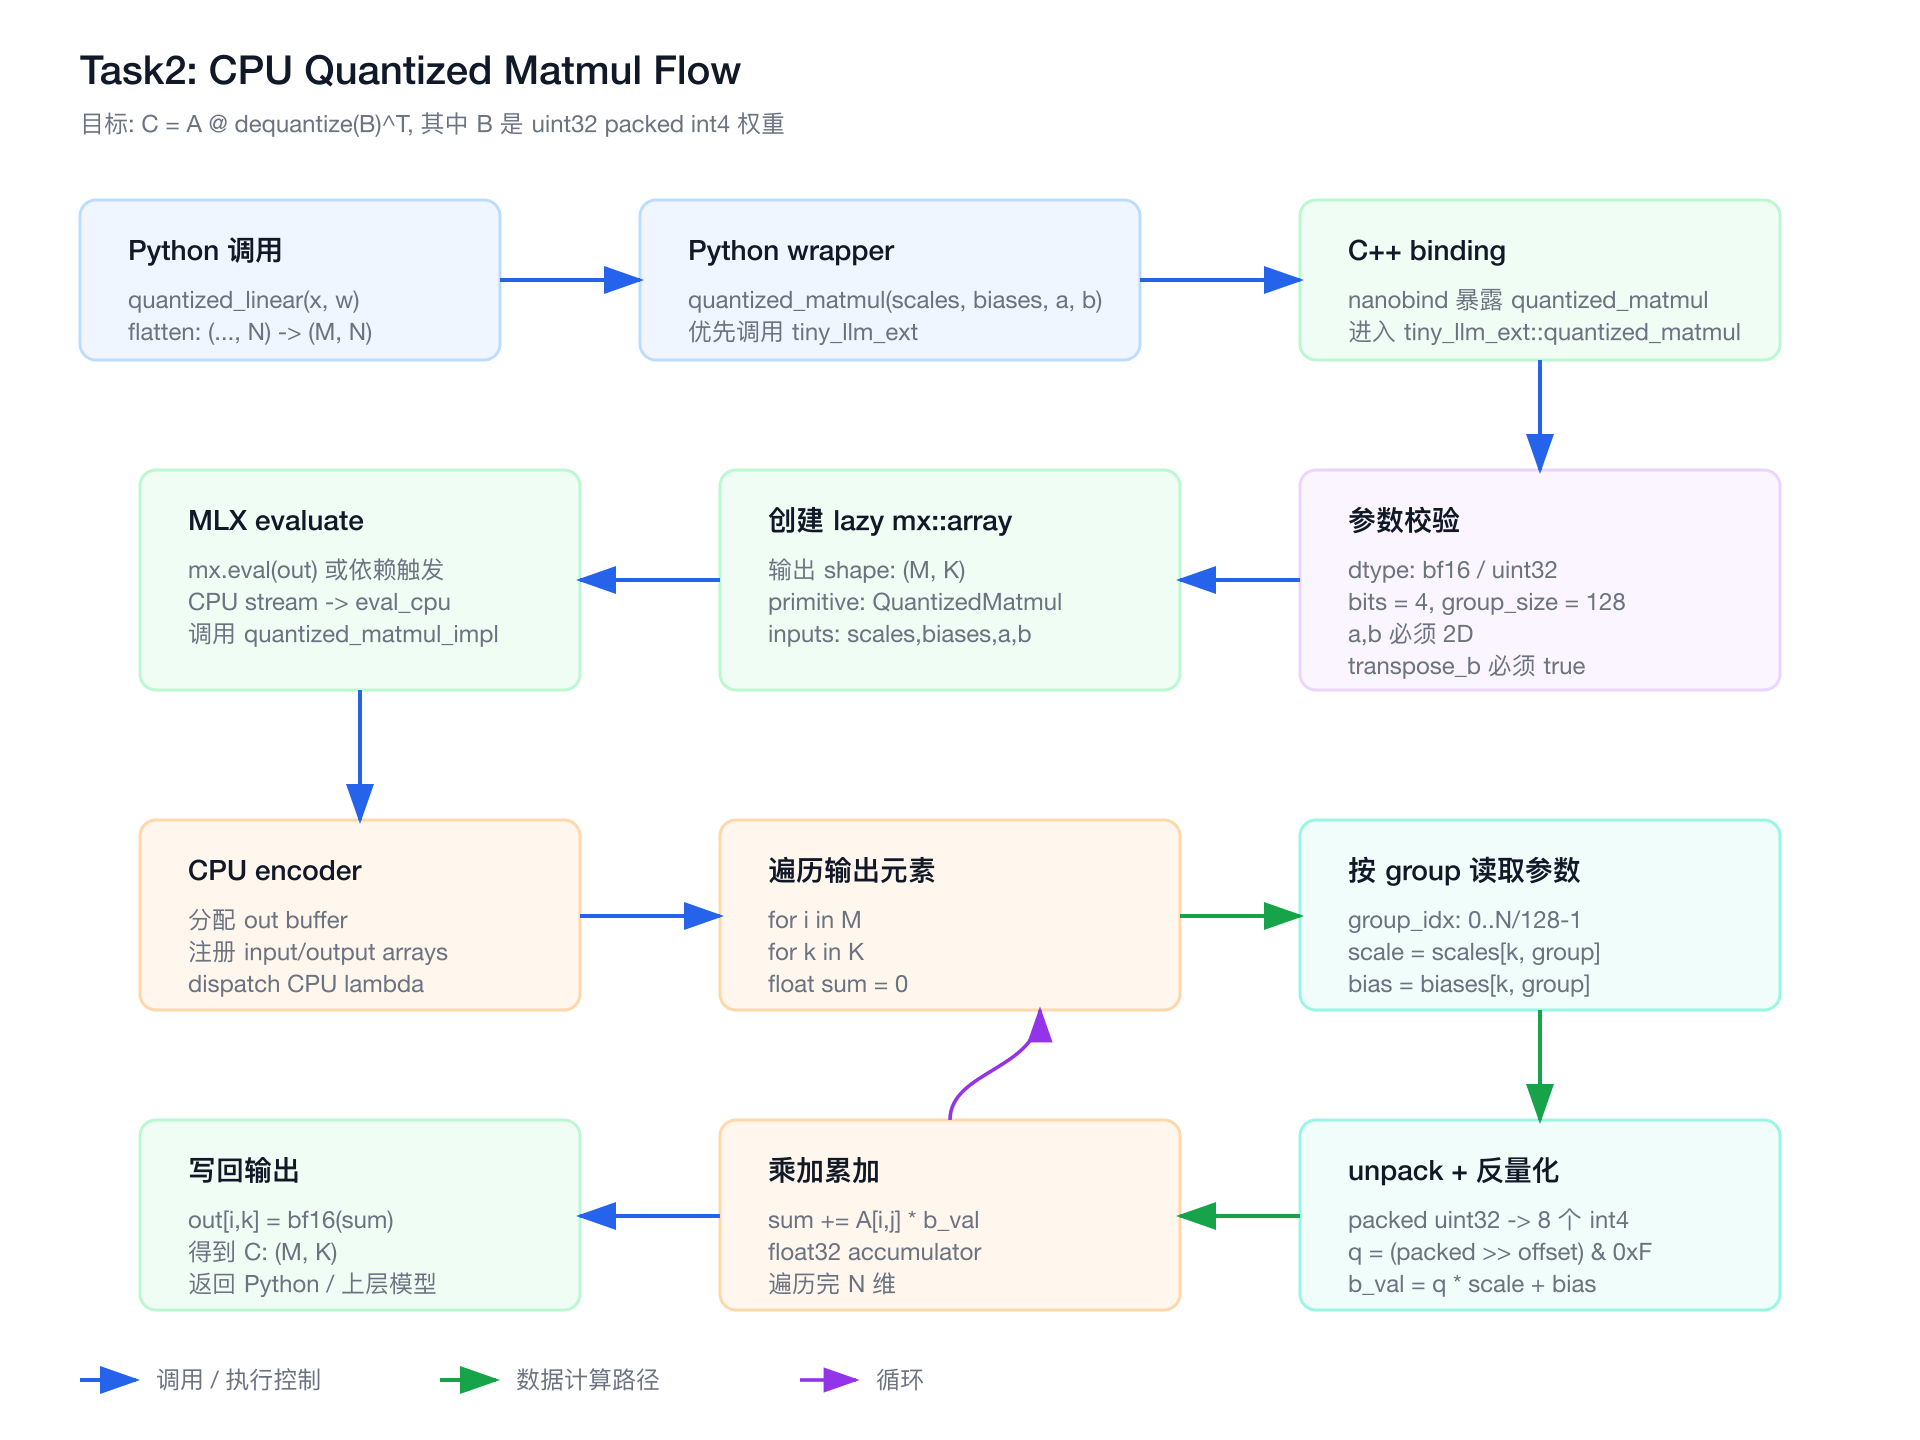 Task2: CPU Quantized Matmul Flow
目标: C = A @ dequantize(B)^T, 其中 B 是 uint32 packed int4 权重
Python 调用
quantized_linear(x, w)
flatten: (..., N) -> (M, N)
Python wrapper
quantized_matmul(scales, biases, a, b)
优先调用 tiny_llm_ext
C++ binding
nanobind 暴露 quantized_matmul
进入 tiny_llm_ext::quantized_matmul
MLX evaluate
mx.eval(out) 或依赖触发
CPU stream -> eval_cpu
调用 quantized_matmul_impl
创建 lazy mx::array
输出 shape: (M, K)
primitive: QuantizedMatmul
inputs: scales,biases,a,b
参数校验
dtype: bf16 / uint32
bits = 4, group_size = 128
a,b 必须 2D
transpose_b 必须 true
CPU encoder
分配 out buffer
注册 input/output arrays
dispatch CPU lambda
遍历输出元素
for i in M
for k in K
float sum = 0
按 group 读取参数
group_idx: 0..N/128-1
scale = scales[k, group]
bias = biases[k, group]
写回输出
out[i,k] = bf16(sum)
得到 C: (M, K)
返回 Python / 上层模型
乘加累加
sum += A[i,j] * b_val
float32 accumulator
遍历完 N 维
unpack + 反量化
packed uint32 -> 8 个 int4
q = (packed >> offset) & 0xF
b_val = q * scale + bias
调用 / 执行控制
数据计算路径
循环